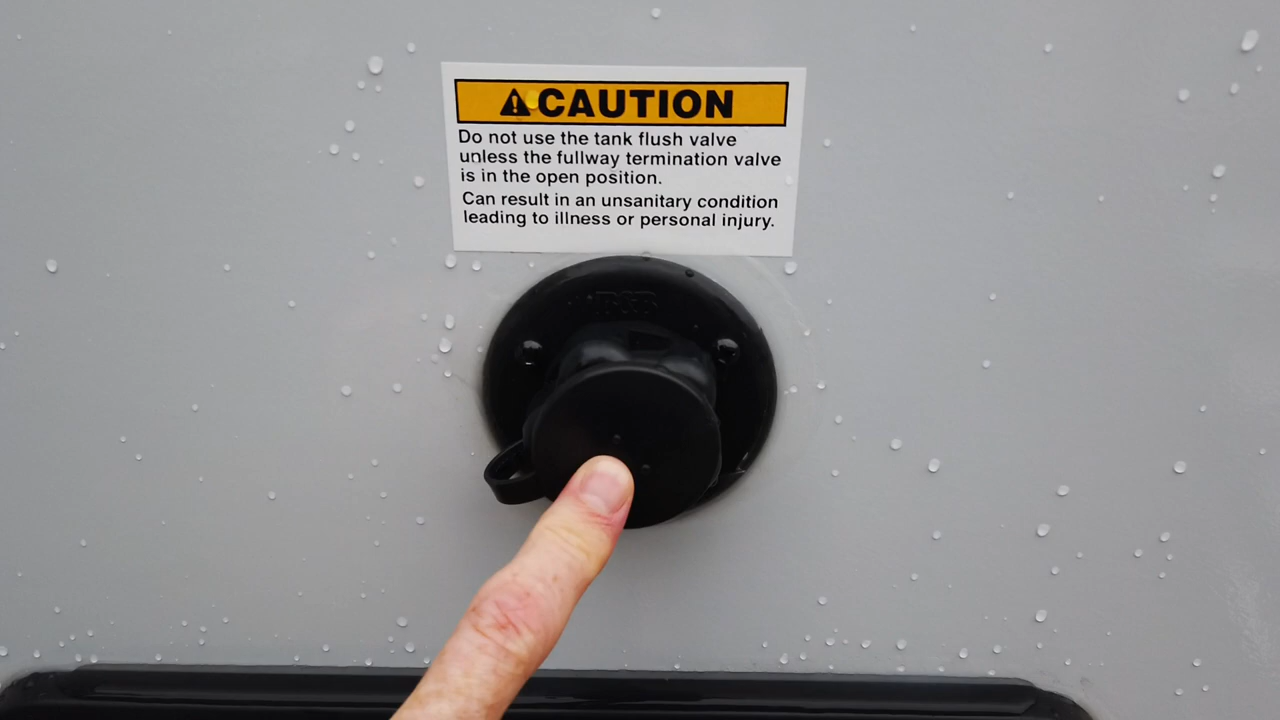 CAUTION
Do not use the tank flush valve
unless the fullway termination valve
is in the open position.
Can result in an unsanitary condition
leading to illness or personal injury.